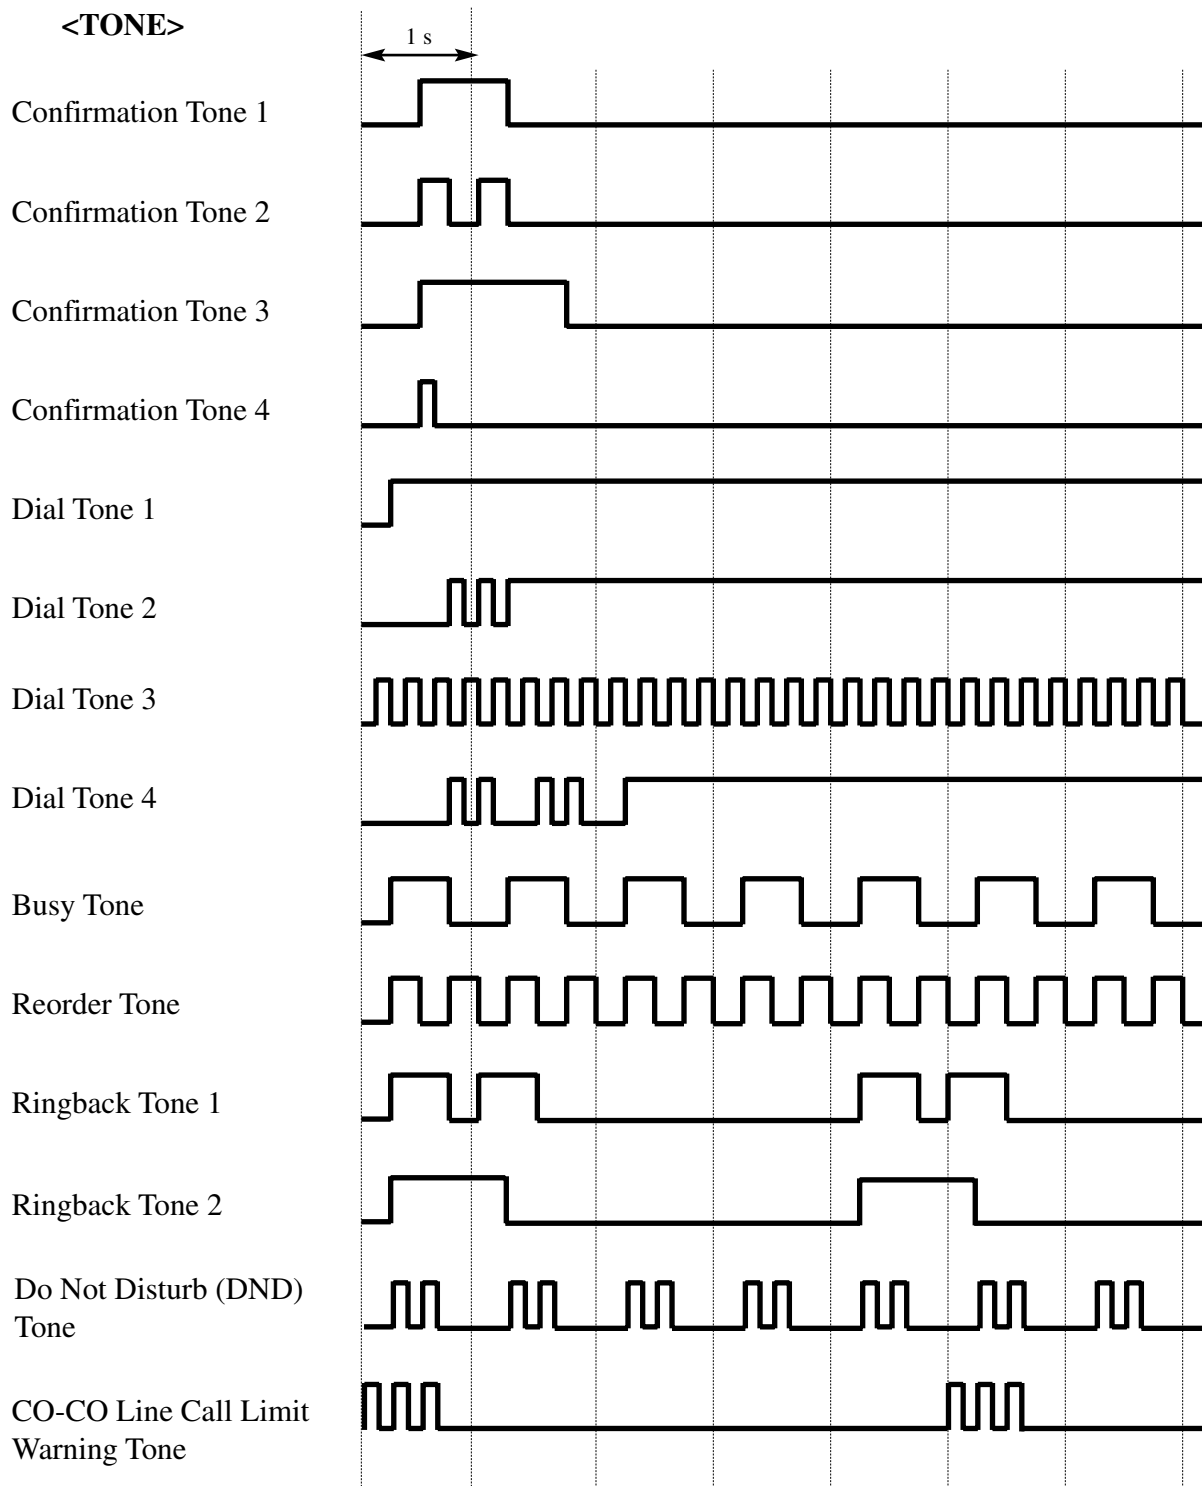 <TONE>
1 s
Confirmation Tone 1
Confirmation Tone 2
Confirmation Tone 3
Confirmation Tone 4
Dial Tone 1
Dial Tone 2
Dial Tone 3
Dial Tone 4
Busy Tone
Reorder Tone
Ringback Tone 1
Ringback Tone 2
Do Not Disturb (DND)
Tone
CO-CO Line Call Limit
Warning Tone